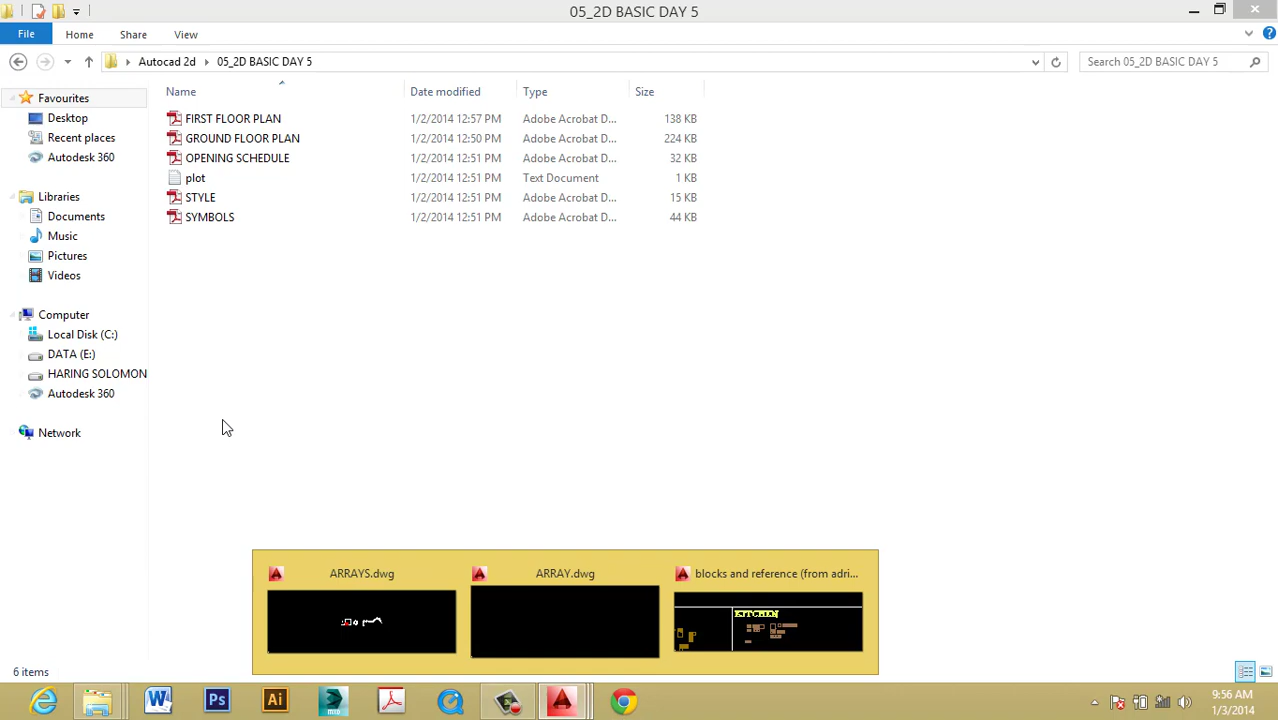 05_2D BASIC DAY 5
File Home Share View
Autocad 2d 05_2D BASIC DAY 5
Search 05_2D BASIC DAY 5
Name Date modified Type Size
Favourites
Desktop
Recent places
Autodesk 360
Libraries
Documents
Music
Pictures
Videos
Computer
Local Disk (C:)
DATA (E:)
HARING SOLOMON
Autodesk 360
Network
FIRST FLOOR PLAN 1/2/2014 12:57 PM Adobe Acrobat D... 138 KB
GROUND FLOOR PLAN 1/2/2014 12:50 PM Adobe Acrobat D... 224 KB
OPENING SCHEDULE 1/2/2014 12:51 PM Adobe Acrobat D... 32 KB
plot 1/2/2014 12:51 PM Text Document 1 KB
STYLE 1/2/2014 12:51 PM Adobe Acrobat D... 15 KB
SYMBOLS 1/2/2014 12:51 PM Adobe Acrobat D... 44 KB
ARRAYS.dwg ARRAY.dwg blocks and reference (from adri...
KITCHEN
6 items
W Ps Ai
9:56 AM
1/3/2014